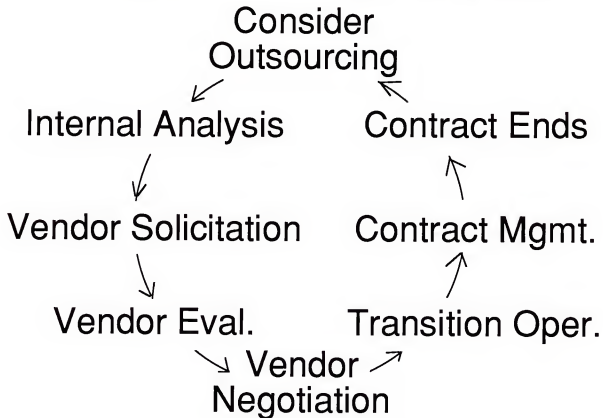 Consider
Outsourcing
Internal Analysis
Contract Ends
Vendor Solicitation
Contract Mgmt.
Vendor Eval.
Transition Oper.
Vendor
Negotiation